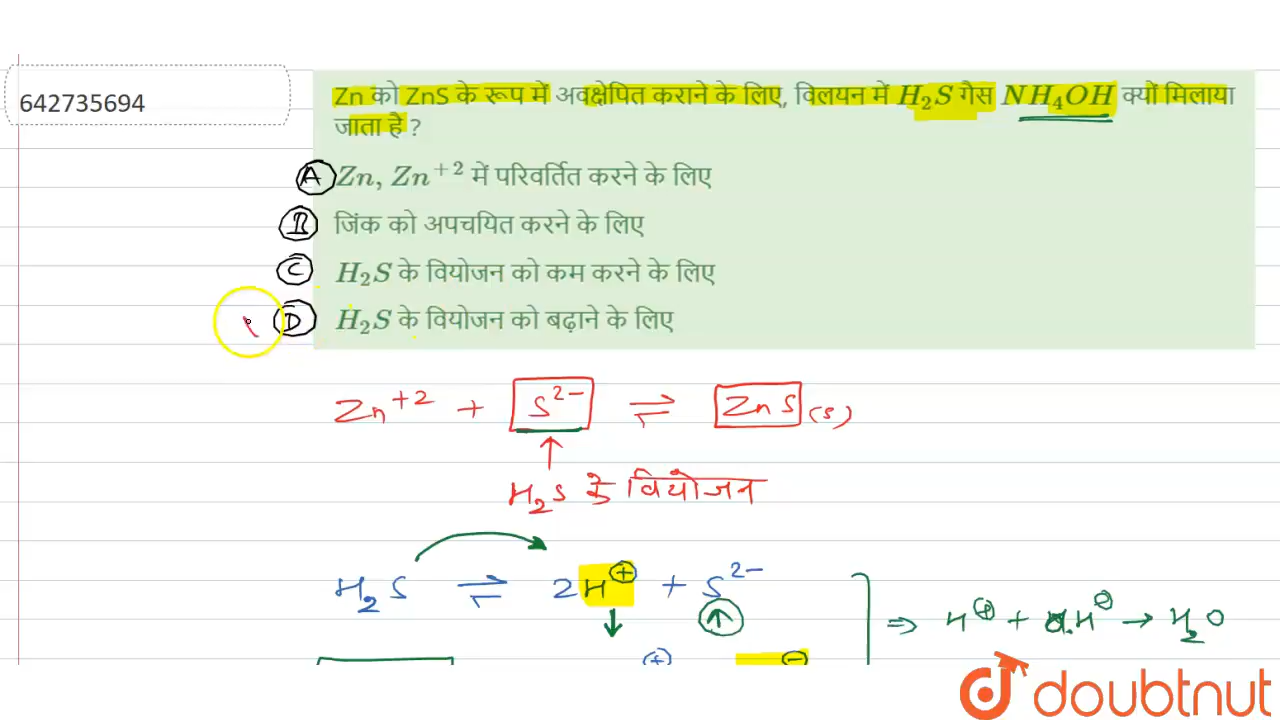 642735694
Zn को ZnS के रूप में अवक्षेपित कराने के लिए, विलयन में H₂S गैस NH₄OH क्यों मिलाया
जाता है ?
A Zn, Zn⁺² में परिवर्तित करने के लिए
B जिंक को अपचयित करने के लिए
C H₂S के वियोजन को कम करने के लिए
D H₂S के वियोजन को बढ़ाने के लिए
Zn⁺² + S²⁻ ⇌ ZnS (s)
↑
H₂S के वियोजन
H₂S ⇌ 2H⊕ + S²⁻
↓ ↑ ⇒ H⊕ + OH⊖ → H₂O
doubtnut